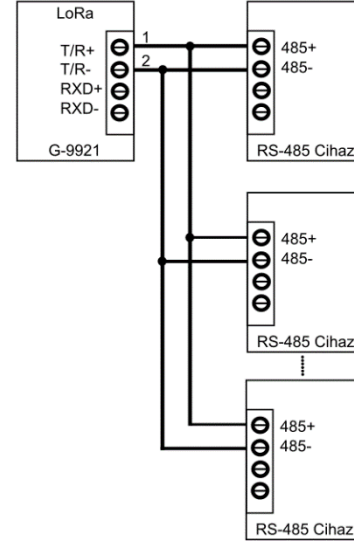 LoRa
T/R+
T/R-
RXD+
RXD-
G-9921
1
2
485+
485-
RS-485 Cihaz
485+
485-
RS-485 Cihaz
485+
485-
RS-485 Cihaz